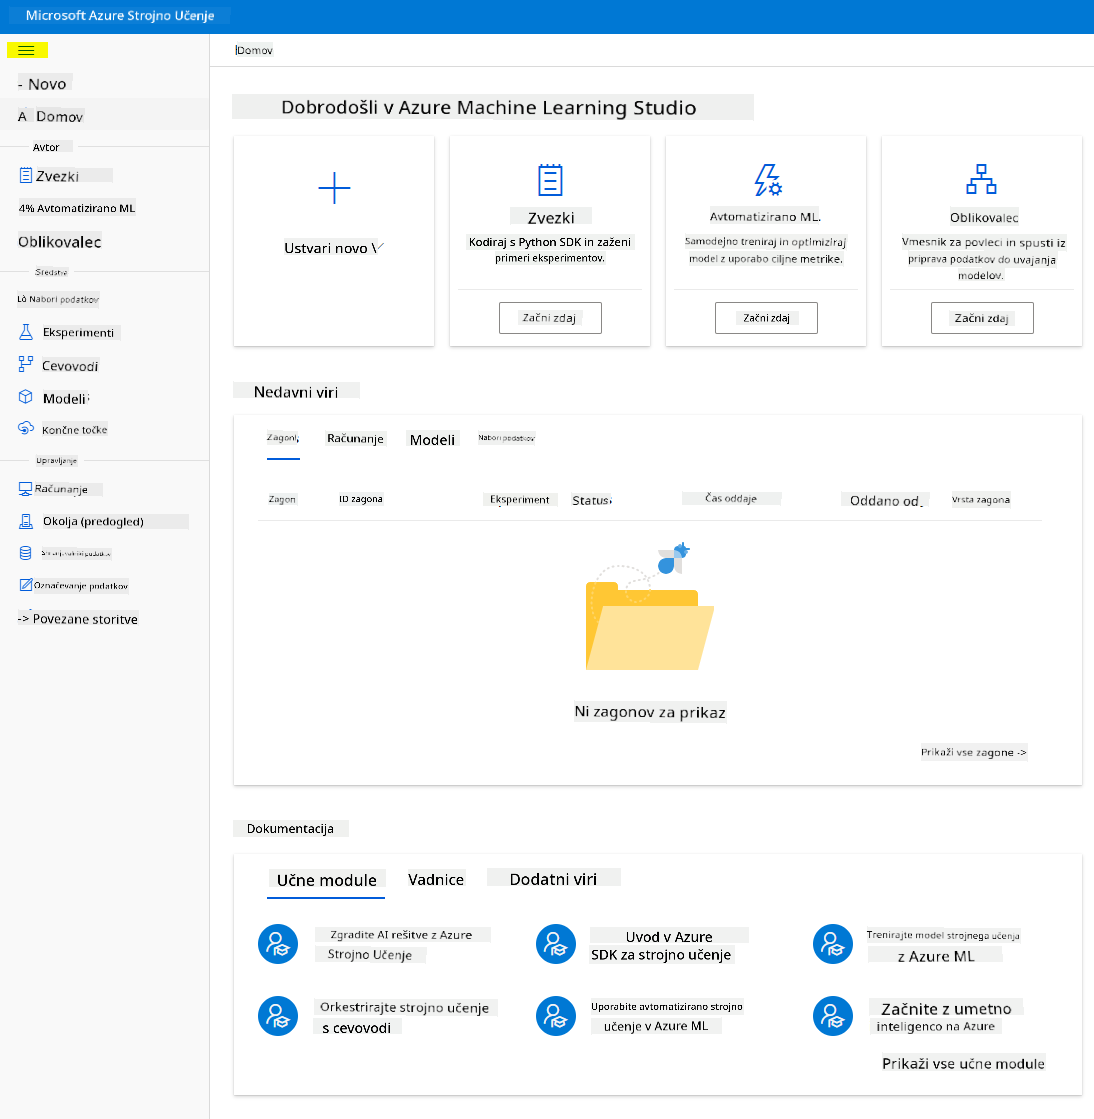 Microsoft Azure Strojno Učenje
- Novo
A Domov
Avtor
Zvezki
4% Avtomatizirano ML
Oblikovalec
Sredstva
Lò Nabori podatkov
Eksperimenti
Cevovodi
Modeli
Končne točke
Upravljanje
Računanje
Okolja (predogled)
Označevanje podatkov
-> Povezane storitve
Domov
Dobrodošli v Azure Machine Learning Studio
Ustvari novo \
Zvezki
Kodiraj s Python SDK in zaženi
primeri eksperimentov.
Začni zdaj
Avtomatizirano ML.
Samodejno treniraj in optimiziraj
model z uporabo ciljne metrike.
Začni zdaj
Oblikovalec
Vmesnik za povleci in spusti iz
priprava podatkov do uvajanja
modelov.
Začni zdaj
Nedavni viri
Zagoni Računanje Modeli Nabori podatkov
Zagon ID zagona Eksperiment Status Čas oddaje Oddano od Vrsta zagona
Ni zagonov za prikaz
Prikaži vse zagone ->
Dokumentacija
Učne module Vadnice Dodatni viri
Zgradite AI rešitve z Azure
Strojno Učenje
Uvod v Azure
SDK za strojno učenje
Trenirajte model strojnega učenja
z Azure ML
Orkestrirajte strojno učenje
s cevovodi
Uporabite avtomatizirano strojno
učenje v Azure ML
Začnite z umetno
inteligenco na Azure
Prikaži vse učne module